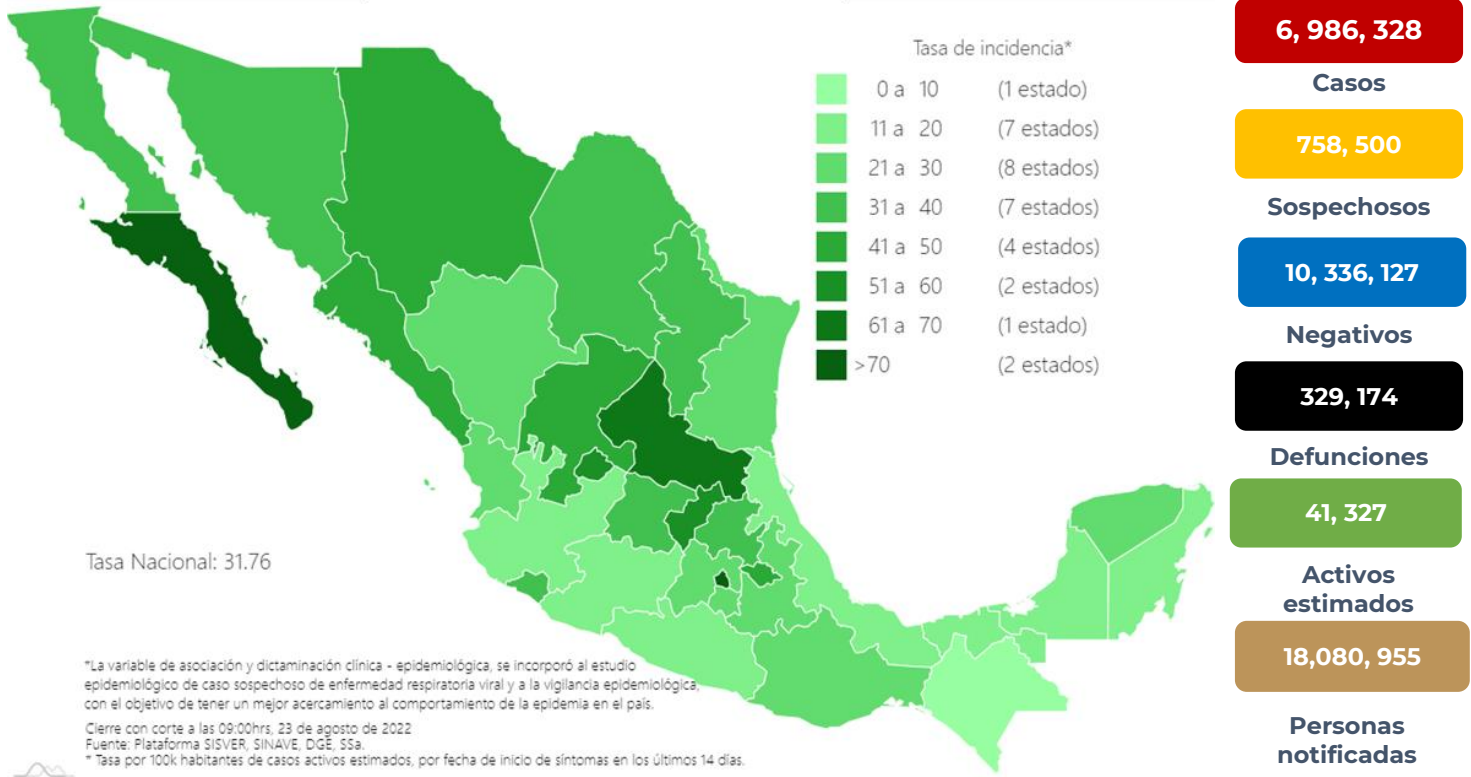 Tasa de incidencia*
0 a 10 (1 estado)
11 a 20 (7 estados)
21 a 30 (8 estados)
31 a 40 (7 estados)
41 a 50 (4 estados)
51 a 60 (2 estados)
61 a 70 (1 estado)
>70 (2 estados)
Tasa Nacional: 31.76
*La variable de asociación y dictaminación clínica - epidemiológica, se incorporó al estudio
epidemiológico de caso sospechoso de enfermedad respiratoria viral y a la vigilancia epidemiológica,
con el objetivo de tener un mejor acercamiento al comportamiento de la epidemia en el país.
Cierre con corte a las 09:00hrs, 23 de agosto de 2022
Fuente: Plataforma SISVER, SINAVE, DGE, SSa.
* Tasa por 100k habitantes de casos activos estimados, por fecha de inicio de síntomas en los últimos 14 días.
6, 986, 328
Casos
758, 500
Sospechosos
10, 336, 127
Negativos
329, 174
Defunciones
41, 327
Activos
estimados
18,080, 955
Personas
notificadas